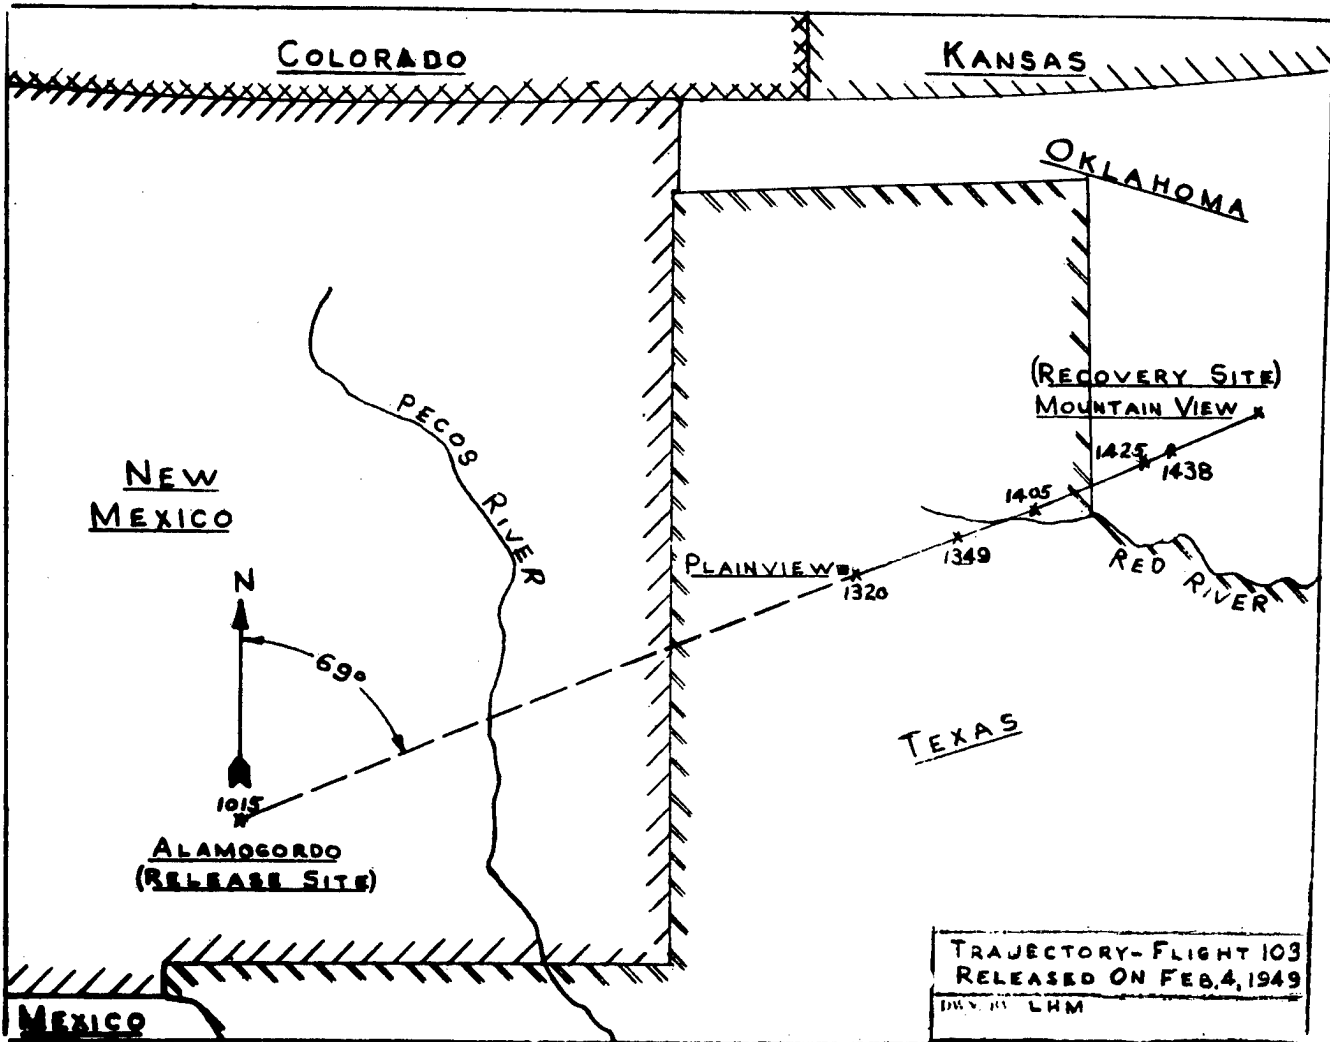 COLORADO
KANSAS
OKLAHOMA
(RECOVERY SITE)
MOUNTAIN VIEW
PECOS RIVER
NEW
MEXICO
1425
1438
1405
1349
PLAINVIEW
1320
RED RIVER
N
69°
TEXAS
1015
ALAMOGORDO
(RELEASE SITE)
TRAJECTORY-FLIGHT 103
RELEASED ON FEB.4,1949
LHM
MEXICO